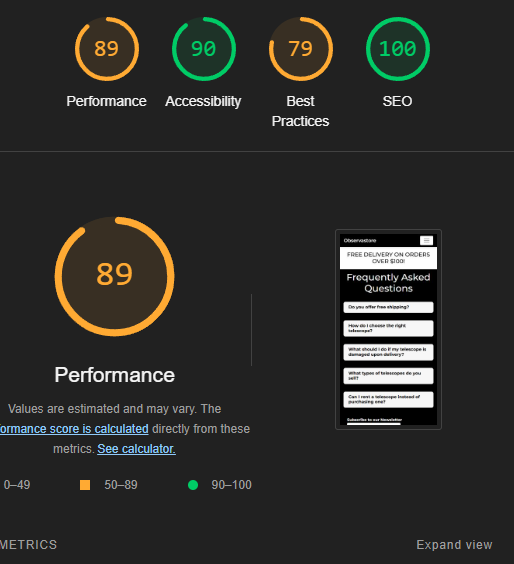 89
90
79
100
Performance
Accessibility
Best
Practices
SEO
89
Performance
Values are estimated and may vary. The
ormance score is calculated directly from these
metrics. See calculator.
0–49
50–89
90–100
METRICS
Expand view
Observastore
FREE DELIVERY ON ORDERS
OVER $100!
Frequently Asked
Questions
Do you offer free shipping?
How do I choose the right
telescope?
What should I do if my telescope is
damaged upon delivery?
What types of telescopes do you
sell?
Can I rent a telescope instead of
purchasing one?
Subscribe to our Newsletter